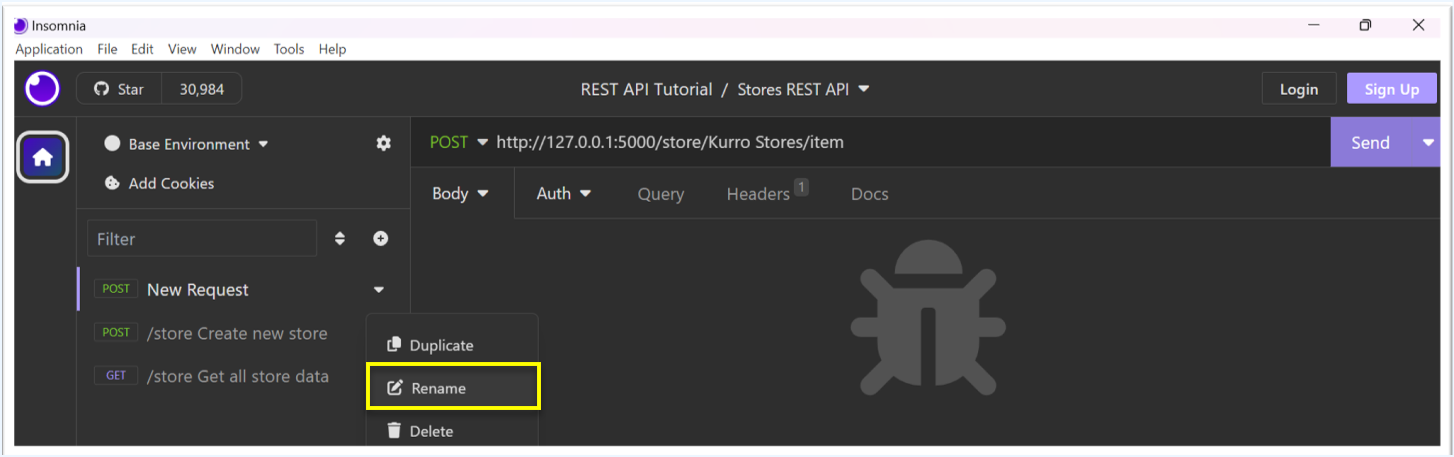 Insomnia
Application File Edit View Window Tools Help
Star 30,984 REST API Tutorial / Stores REST API Login Sign Up
Base Environment
POST http://127.0.0.1:5000/store/Kurro Stores/item Send
Add Cookies
Body Auth Query Headers 1 Docs
Filter
POST New Request
POST /store Create new store
GET /store Get all store data
Duplicate
Rename
Delete